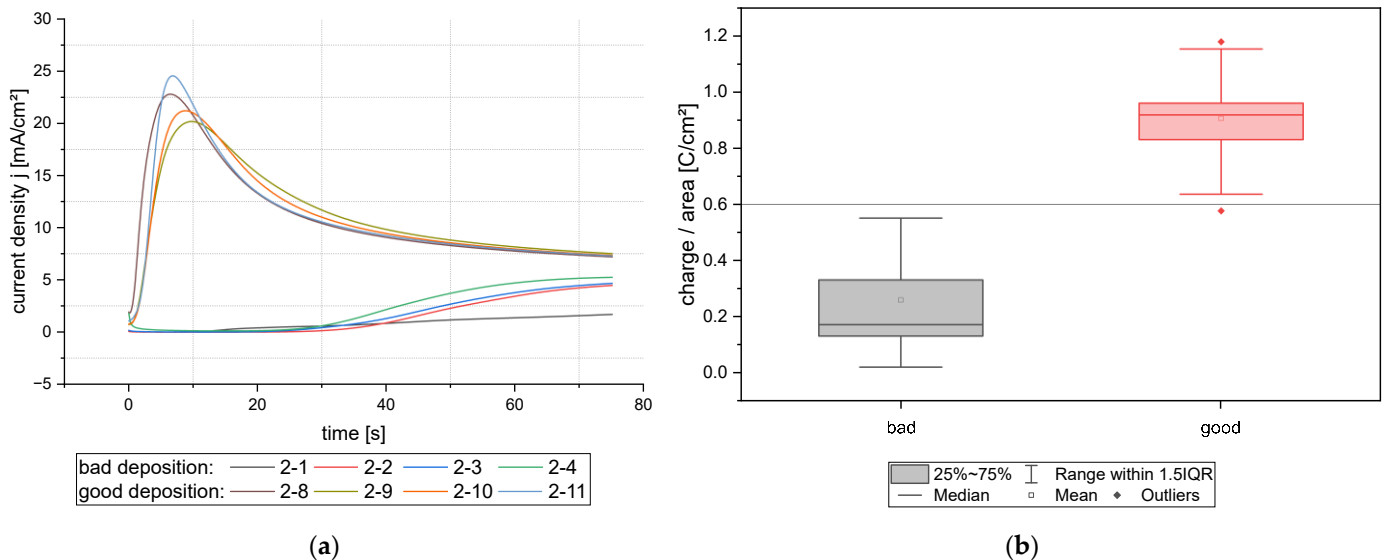 30
25
20
15
10
5
0
−5
current density j [mA/cm²]
0 20 40 60 80
time [s]
bad deposition: 2-1 2-2 2-3 2-4
good deposition: 2-8 2-9 2-10 2-11
(a)
1.2
1.0
0.8
0.6
0.4
0.2
0.0
charge / area [C/cm²]
bad good
25%~75% Range within 1.5IQR
Median Mean Outliers
(b)